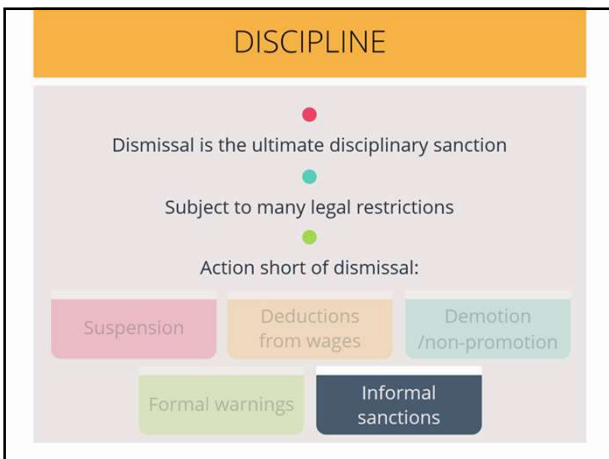 DISCIPLINE
Dismissal is the ultimate disciplinary sanction
Subject to many legal restrictions
Action short of dismissal:
Suspension
Deductions
from wages
Demotion
/non-promotion
Formal warnings
Informal
sanctions